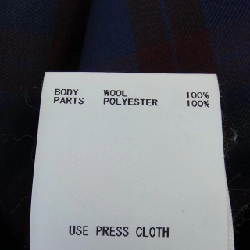 BODY WOOL 100%
PARTS POLYESTER 100%
USE PRESS CLOTH